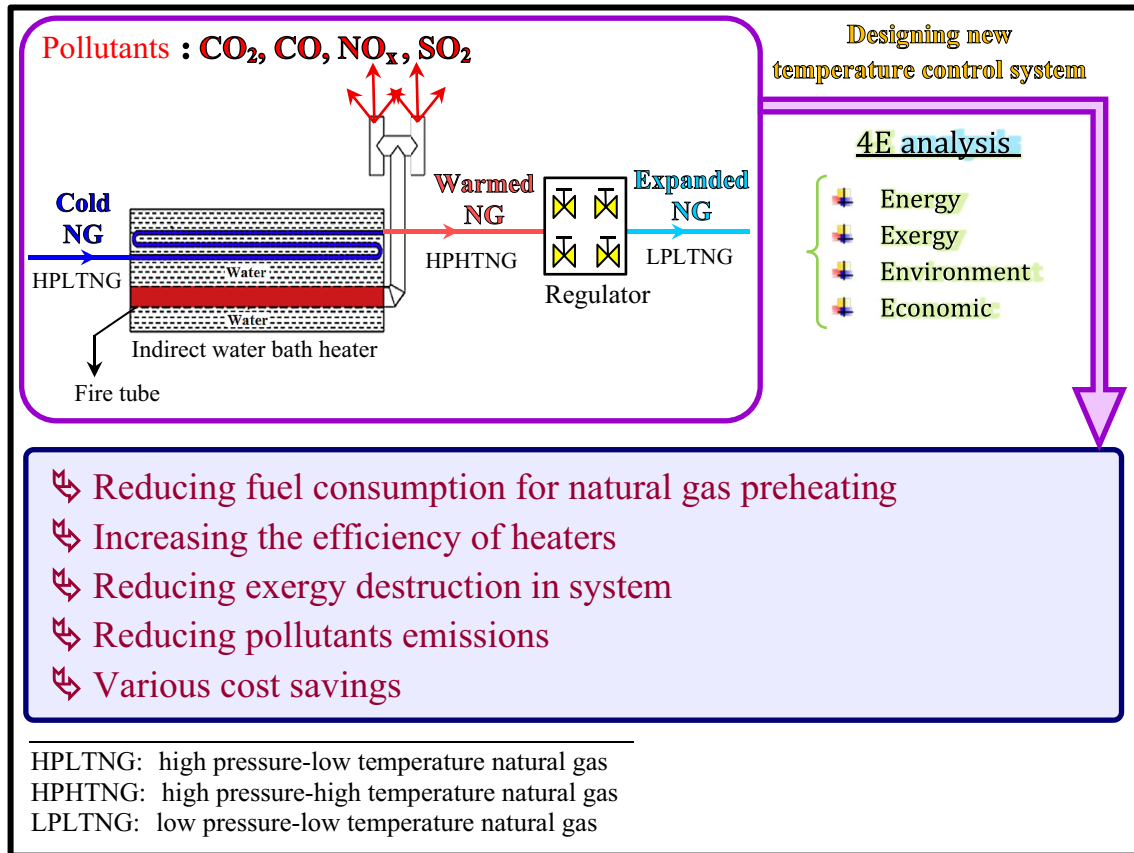 Pollutants : CO₂, CO, NOₓ, SO₂
Designing new
temperature control system
4E analysis
Energy
Exergy
Environment
Economic
Cold
NG
HPLTNG
Water
Water
Indirect water bath heater
Fire tube
Warmed
NG
HPHTNG
Regulator
Expanded
NG
LPLTNG
Reducing fuel consumption for natural gas preheating
Increasing the efficiency of heaters
Reducing exergy destruction in system
Reducing pollutants emissions
Various cost savings
HPLTNG: high pressure-low temperature natural gas
HPHTNG: high pressure-high temperature natural gas
LPLTNG: low pressure-low temperature natural gas